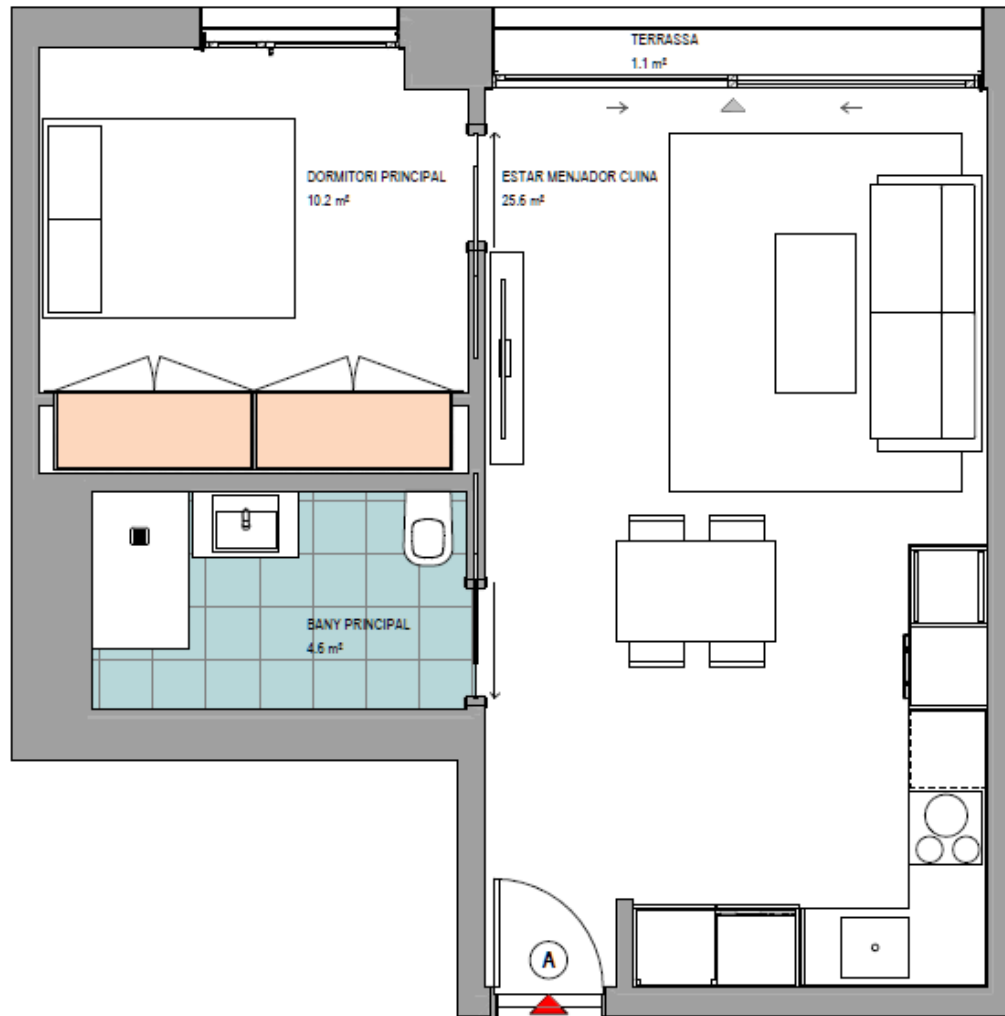 TERRASSA
1.1 m²
DORMITORI PRINCIPAL
10.2 m²
ESTAR MENJADOR CUINA
25.6 m²
BANY PRINCIPAL
4.6 m²
A